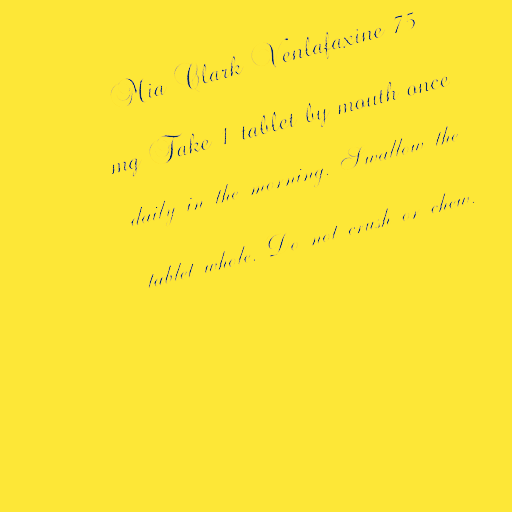 Mia Clark Venlafaxine 75
mg Take 1 tablet by mouth once
daily in the morning. Swallow the
tablet whole. Do not crush or chew.